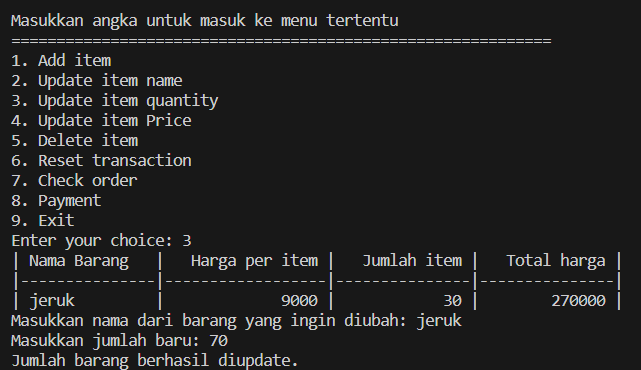 Masukkan angka untuk masuk ke menu tertentu
============================================================
1. Add item
2. Update item name
3. Update item quantity
4. Update item Price
5. Delete item
6. Reset transaction
7. Check order
8. Payment
9. Exit
Enter your choice: 3
| Nama Barang   |   Harga per item |   Jumlah item |   Total harga |
|---------------|------------------|---------------|---------------|
| jeruk         |             9000 |            30 |        270000 |
Masukkan nama dari barang yang ingin diubah: jeruk
Masukkan jumlah baru: 70
Jumlah barang berhasil diupdate.